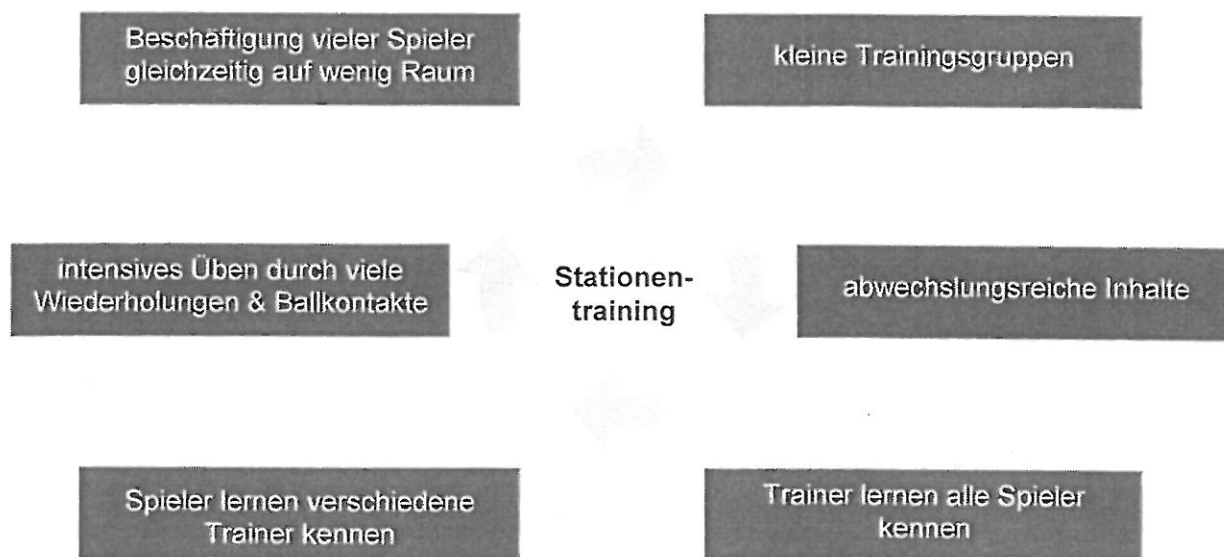 Beschäftigung vieler Spieler
gleichzeitig auf wenig Raum
kleine Trainingsgruppen
intensives Üben durch viele
Wiederholungen & Ballkontakte
Stationen-
training
abwechslungsreiche Inhalte
Spieler lernen verschiedene
Trainer kennen
Trainer lernen alle Spieler
kennen